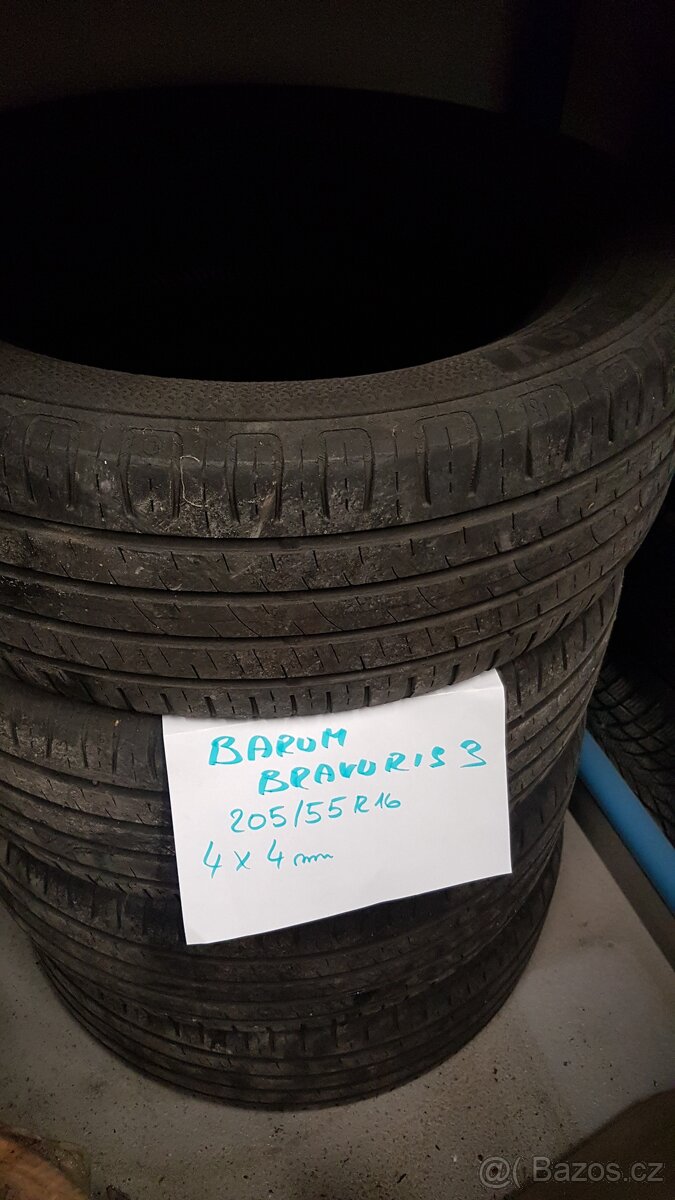 BARUM
BRAVURIS 3
205/55 R16
4 x 4 mm
@( Bazos.cz